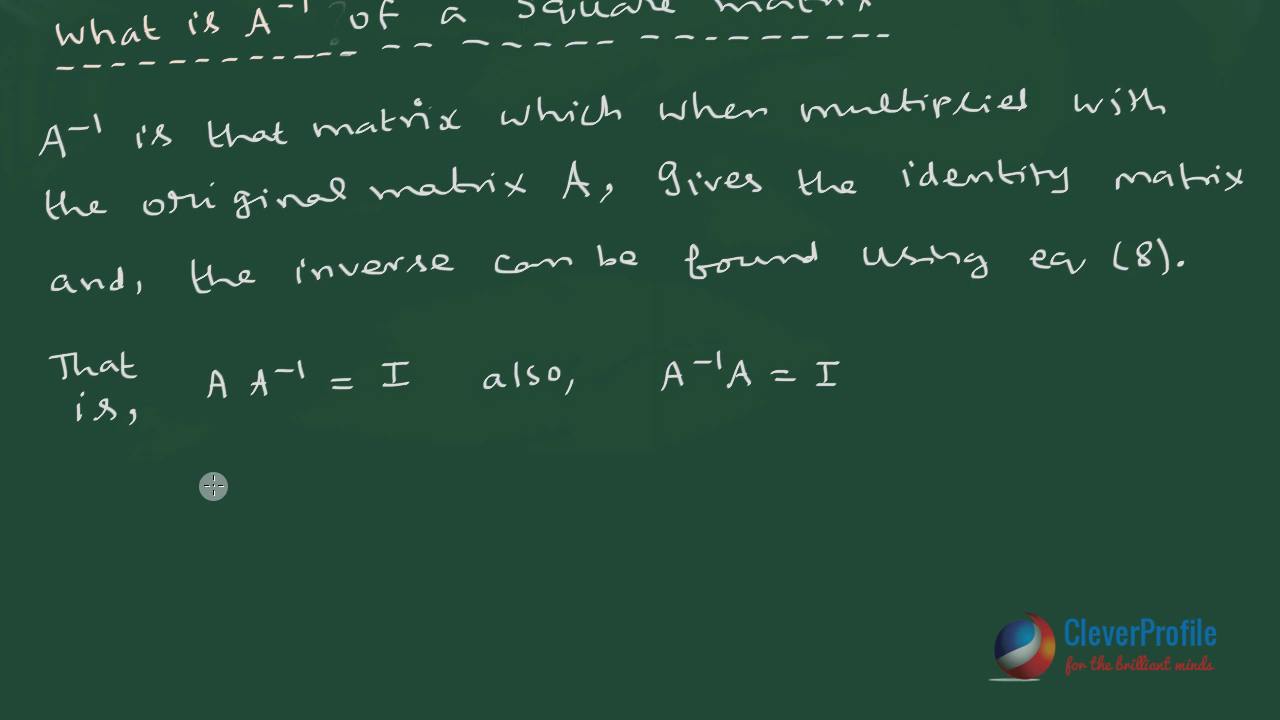 What is A⁻¹ of a square matrix
A⁻¹ is that matrix which when multiplied with
the original matrix A, gives the identity matrix
and, the inverse can be found using eq (8).
That is, A A⁻¹ = I also, A⁻¹A = I
CleverProfile
for the brilliant minds